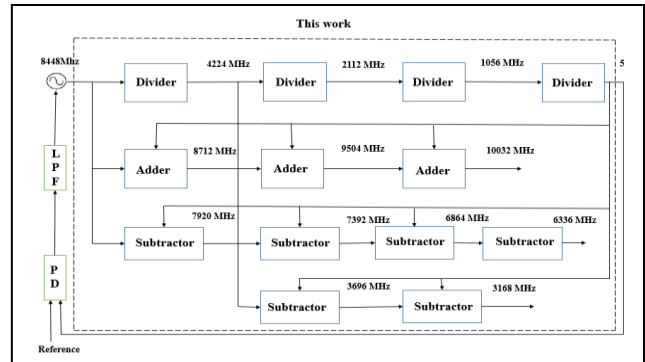 This work
8448Mhz
4224 MHz
2112 MHz
1056 MHz
5
Divider
Divider
Divider
Divider
L
P
F
8712 MHz
9504 MHz
10032 MHz
Adder
Adder
Adder
7920 MHz
7392 MHz
6864 MHz
6336 MHz
Subtractor
Subtractor
Subtractor
Subtractor
P
D
3696 MHz
3168 MHz
Subtractor
Subtractor
Reference